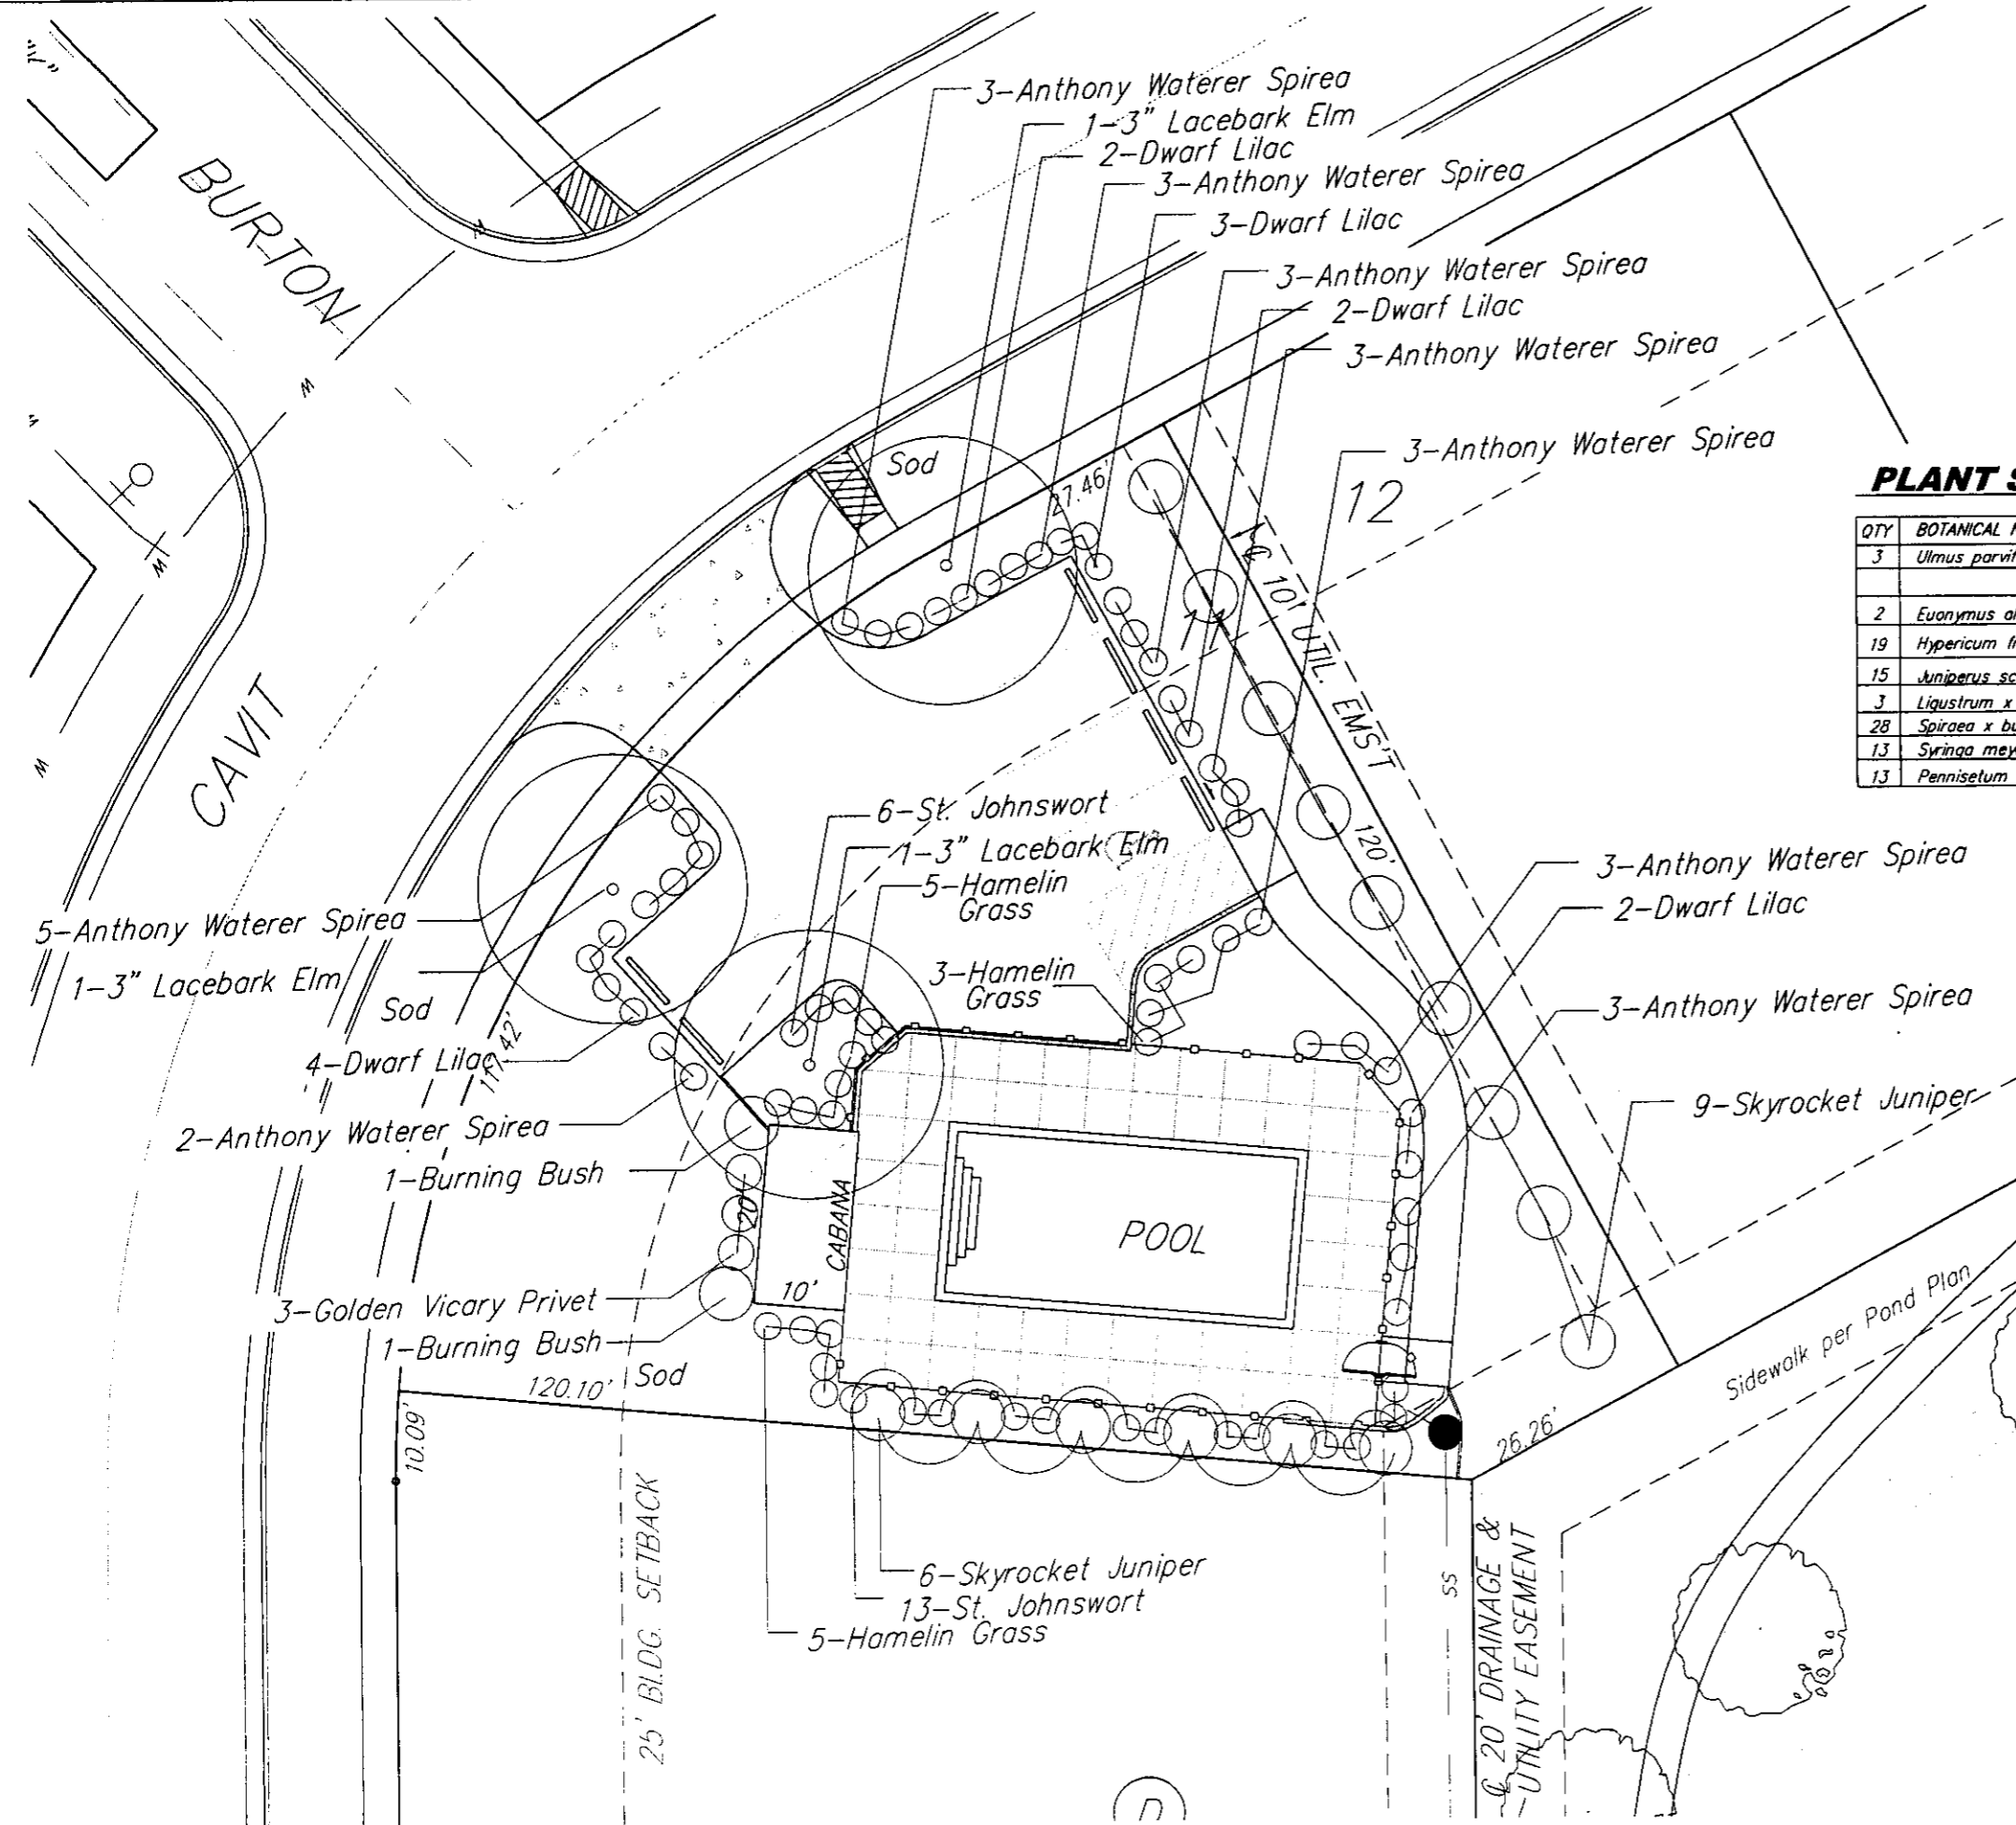 BURTON
CAVIT
3-Anthony Waterer Spirea
1-3" Lacebark Elm
2-Dwarf Lilac
3-Anthony Waterer Spirea
3-Dwarf Lilac
3-Anthony Waterer Spirea
2-Dwarf Lilac
3-Anthony Waterer Spirea
3-Anthony Waterer Spirea
12
Sod
27.46'
℄ 10' UTIL. EMS'T
120'
PLANT
QTY BOTANICAL
3 Ulmus
2 Euonymus
19 Hypericum
15 Juniperus
3 Ligustrum x
28 Spiraea x
13 Syringa
13 Pennisetum
6-St. Johnswort
1-3" Lacebark Elm
5-Hamelin
Grass
3-Hamelin
Grass
3-Anthony Waterer Spirea
2-Dwarf Lilac
3-Anthony Waterer Spirea
9-Skyrocket Juniper
5-Anthony Waterer Spirea
1-3" Lacebark Elm
Sod
4-Dwarf Lilac
2-Anthony Waterer Spirea
1-Burning Bush
3-Golden Vicary Privet
1-Burning Bush
20'
CABANA
10'
POOL
Sod
120.10'
10.09'
26.26'
Sidewalk per Pond Plan
25' BLDG. SETBACK
6-Skyrocket Juniper
13-St. Johnswort
5-Hamelin Grass
SS
℄ 20' DRAINAGE &
UTILITY EASEMENT
W
W
W
W